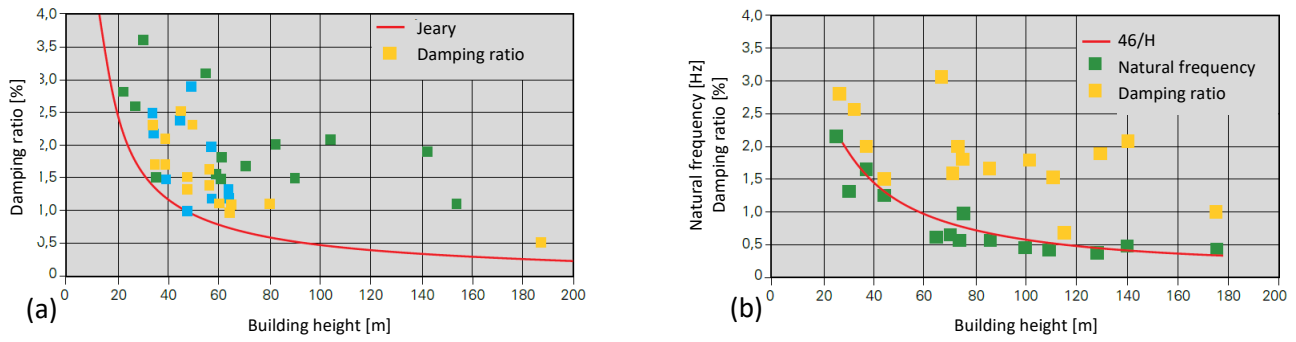 4,0
3,5
3,0
2,5
2,0
1,5
1,0
0,5
0
Damping ratio [%]
Jeary
Damping ratio
0 20 40 60 80 100 120 140 160 180 200
Building height [m]
(a)
4,0
3,5
3,0
2,5
2,0
1,5
1,0
0,5
0
Natural frequency [Hz]
Damping ratio [%]
46/H
Natural frequency
Damping ratio
0 20 40 60 80 100 120 140 160 180 200
Building height [m]
(b)